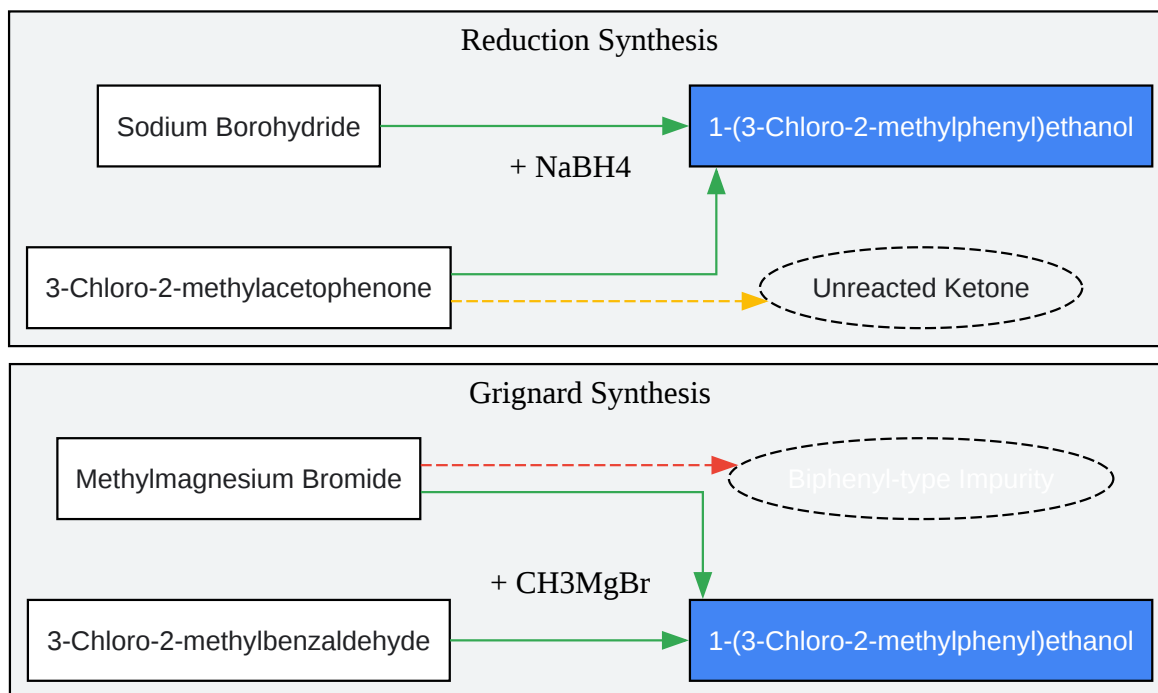 Reduction Synthesis
Sodium Borohydride
1-(3-Chloro-2-methylphenyl)ethanol
+ NaBH4
3-Chloro-2-methylacetophenone
Unreacted Ketone
Grignard Synthesis
Methylmagnesium Bromide
Biphenyl-type Impurity
+ CH3MgBr
3-Chloro-2-methylbenzaldehyde
1-(3-Chloro-2-methylphenyl)ethanol